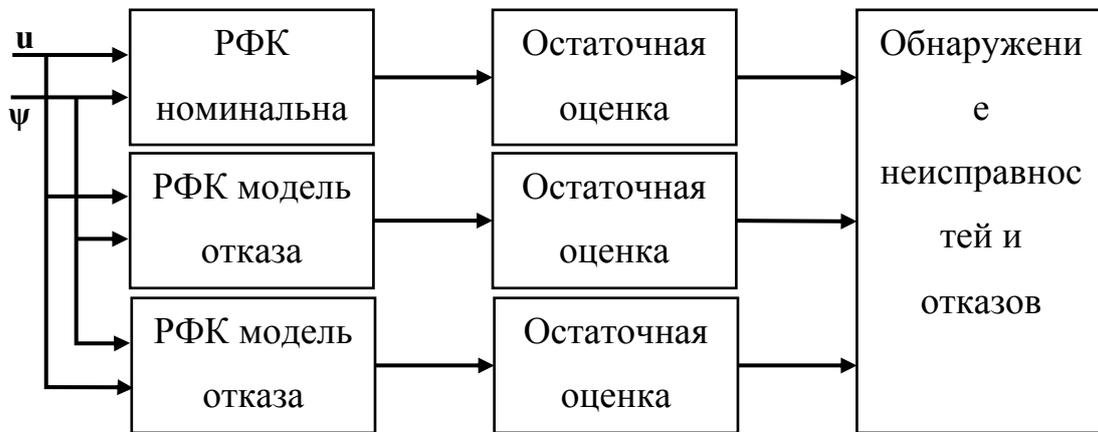 u
ψ
РФК
номинальна
Остаточная
оценка
Обнаружени
е
неисправнос
тей и
отказов
РФК модель
отказа
Остаточная
оценка
РФК модель
отказа
Остаточная
оценка